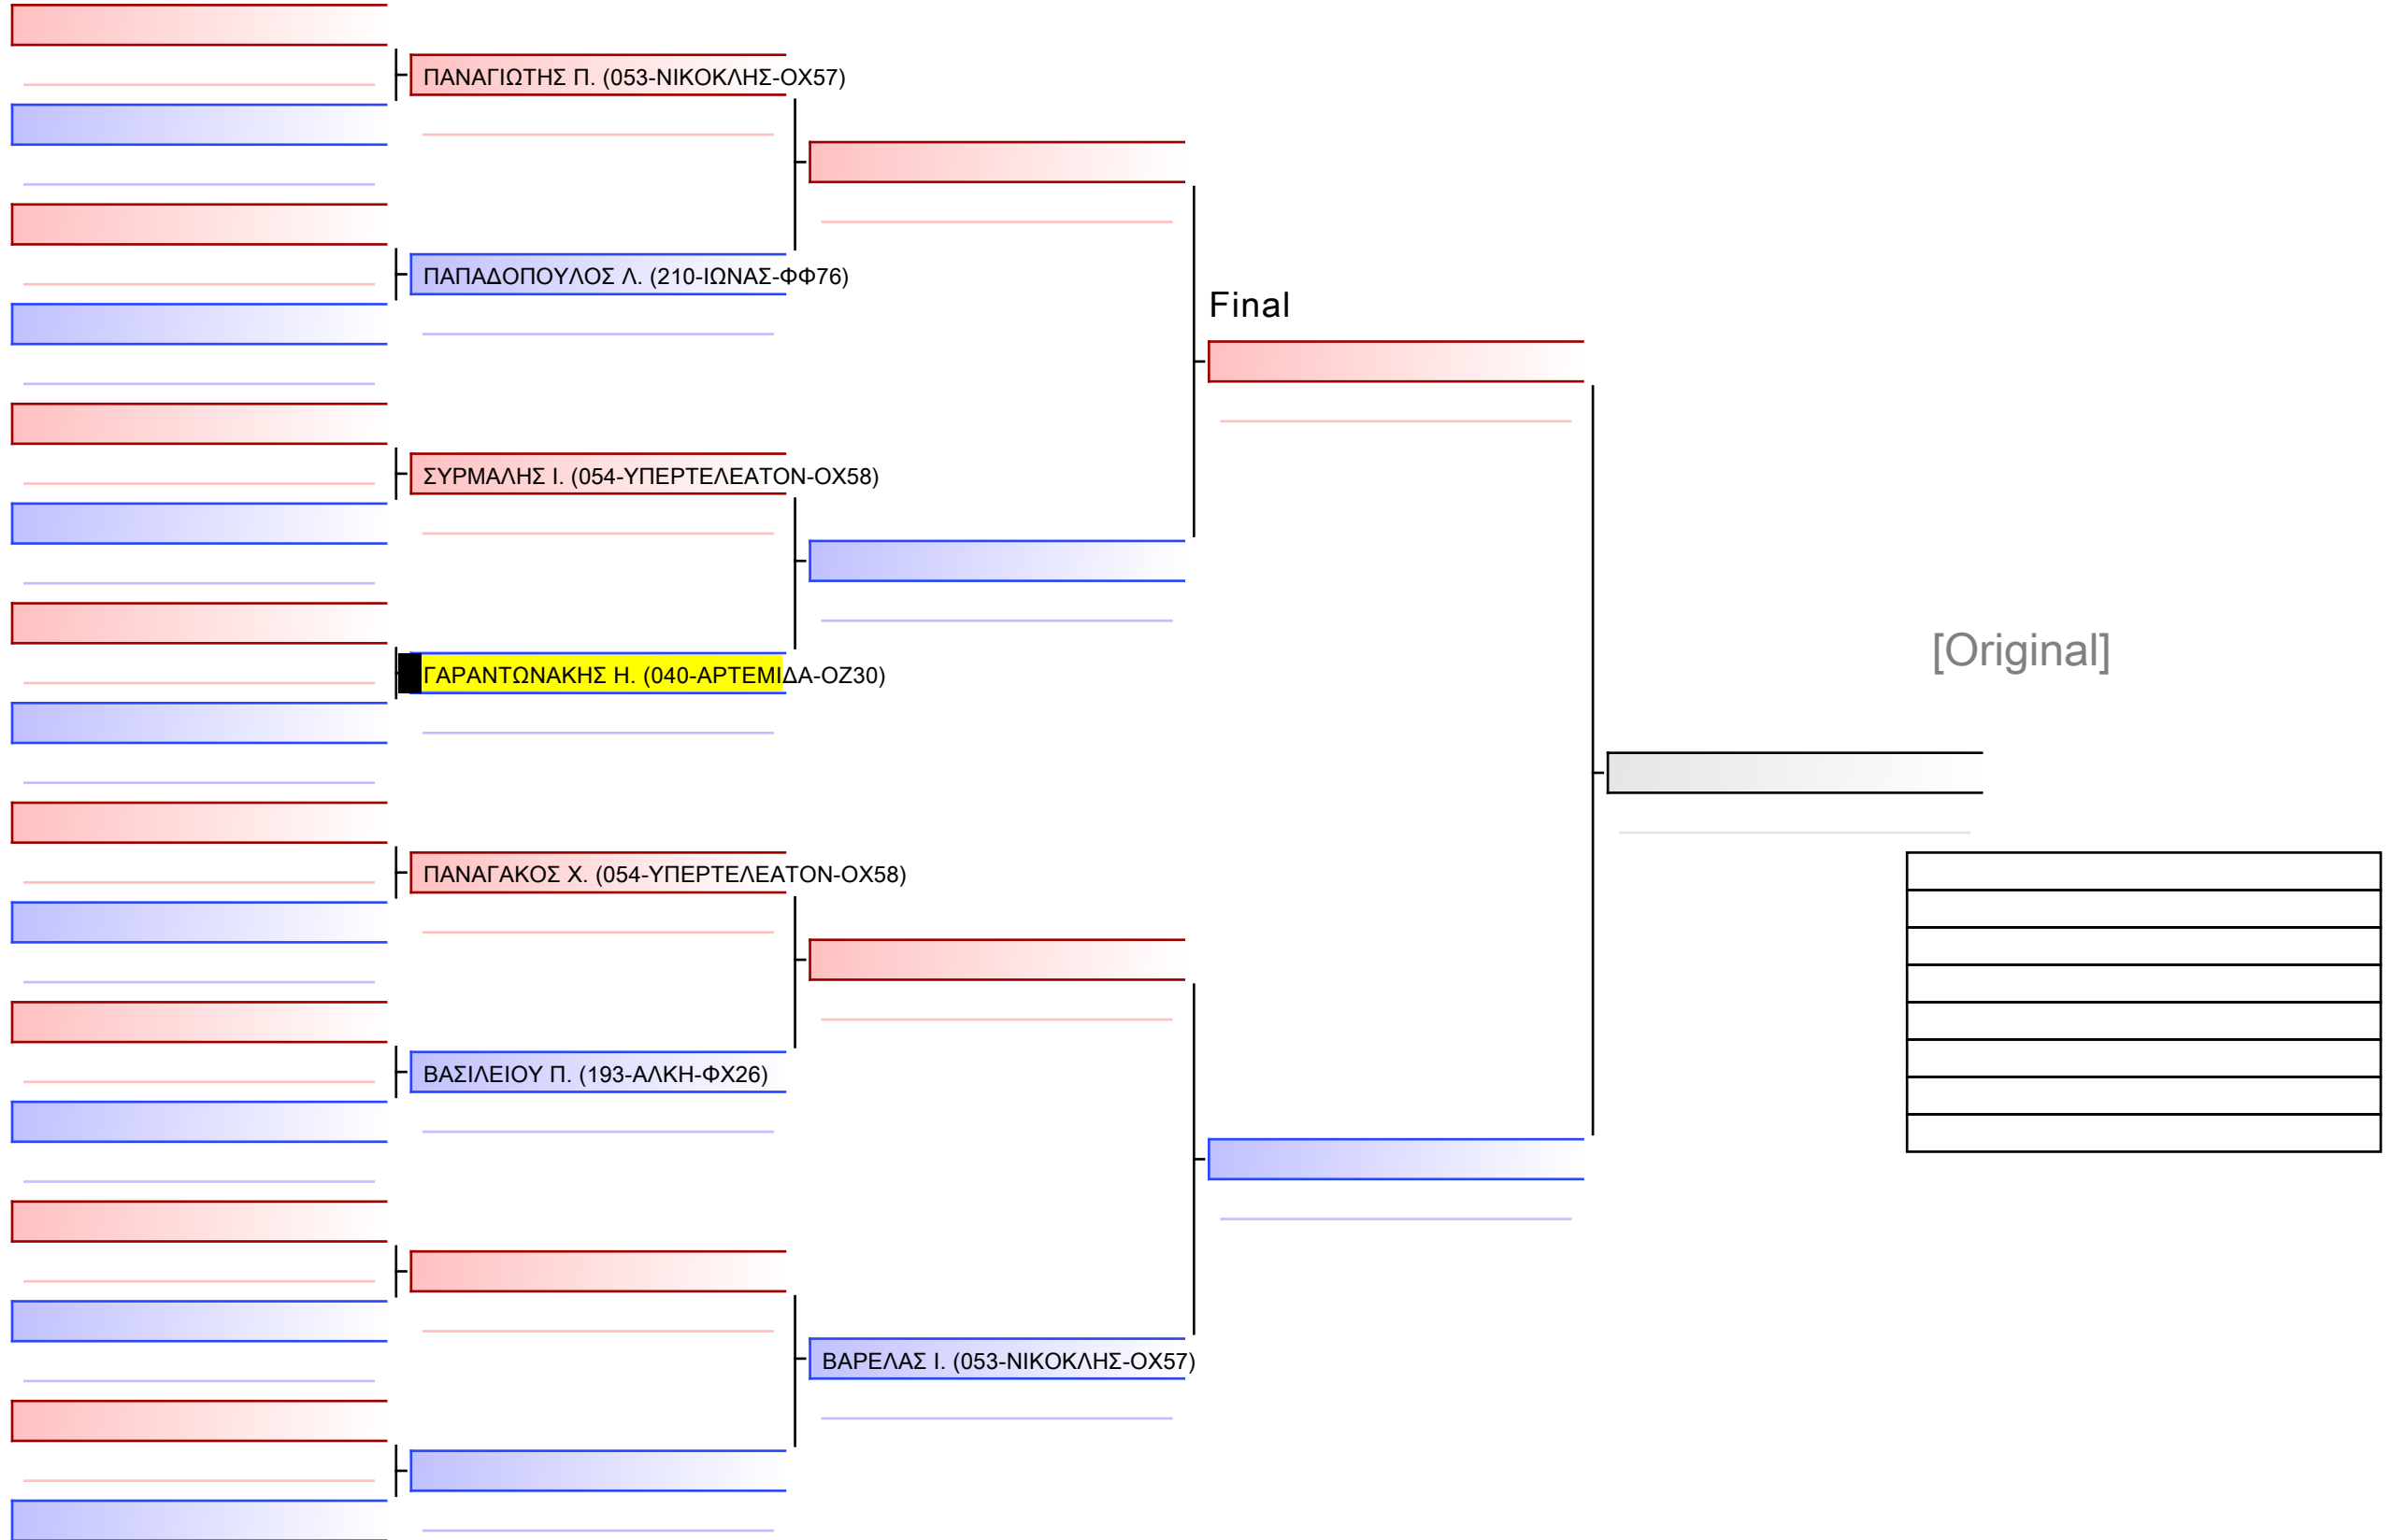 ΠΑΝΑΓΙΩΤΗΣ Π. (053-ΝΙΚΟΚΛΗΣ-ΟΧ57)
ΠΑΠΑΔΟΠΟΥΛΟΣ Λ. (210-ΙΩΝΑΣ-ΦΦ76)
Final
ΣΥΡΜΑΛΗΣ Ι. (054-ΥΠΕΡΤΕΛΕΑΤΟΝ-ΟΧ58)
[Original]
ΓΑΡΑΝΤΩΝΑΚΗΣ Η. (040-ΑΡΤΕΜΙΔΑ-ΟΖ30)
ΠΑΝΑΓΑΚΟΣ Χ. (054-ΥΠΕΡΤΕΛΕΑΤΟΝ-ΟΧ58)
ΒΑΣΙΛΕΙΟΥ Π. (193-ΑΛΚΗ-ΦΧ26)
ΒΑΡΕΛΑΣ Ι. (053-ΝΙΚΟΚΛΗΣ-ΟΧ57)